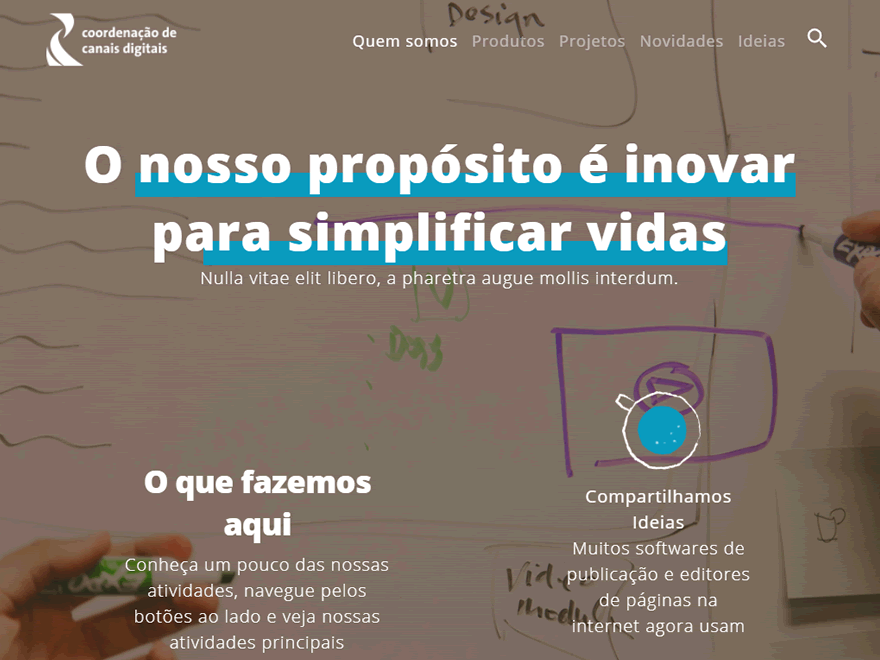 Design
coordenação de
canais digitais
Quem somos Produtos Projetos Novidades Ideias
O nosso propósito é inovar
para simplificar vidas
Nulla vitae elit libero, a pharetra augue mollis interdum.
O que fazemos
aqui
Conheça um pouco das nossas
atividades, navegue pelos
botões ao lado e veja nossas
atividades principais
Compartilhamos
Ideias
Muitos softwares de
publicação e editores
de páginas na
internet agora usam